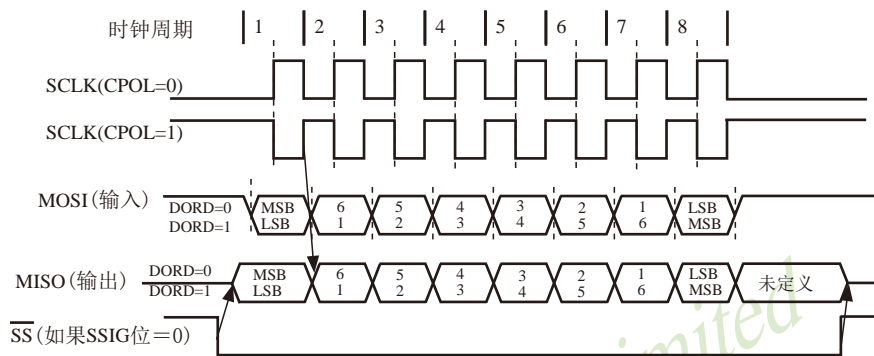 时钟周期 1 2 3 4 5 6 7 8
SCLK(CPOL=0)
SCLK(CPOL=1)
MOSI(输入) DORD=0 MSB 6 5 4 3 2 1 LSB
DORD=1 LSB 1 2 3 4 5 6 MSB
MISO(输出) DORD=0 MSB 6 5 4 3 2 1 LSB 未定义
DORD=1 LSB 1 2 3 4 5 6 MSB
SS(如果SSIG位=0)
imited